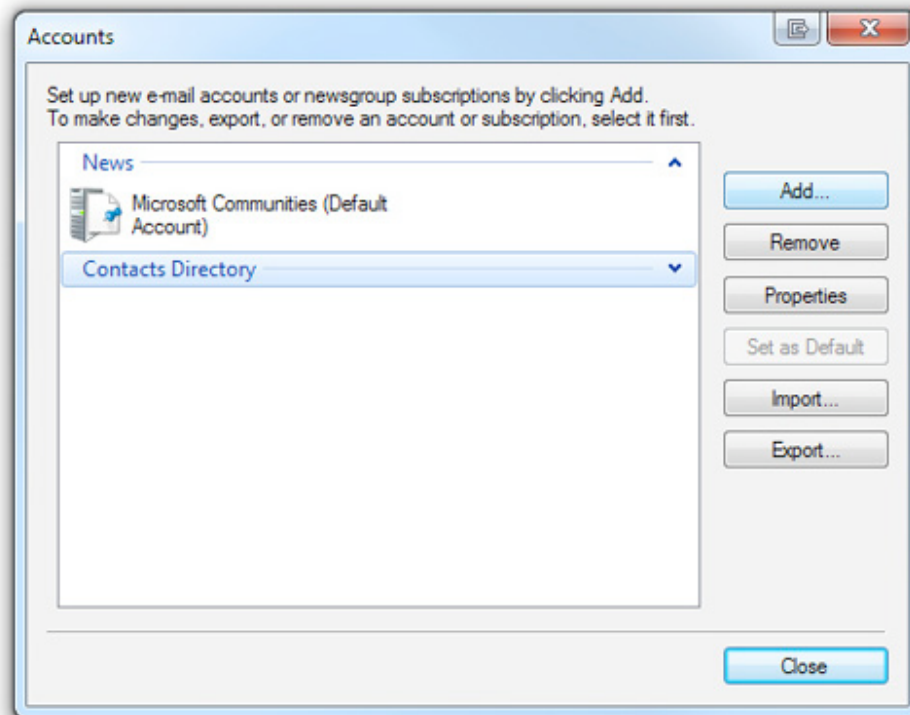 Accounts
Set up new e-mail accounts or newsgroup subscriptions by clicking Add.
To make changes, export, or remove an account or subscription, select it first.
News
Microsoft Communities (Default
Account)
Contacts Directory
Add...
Remove
Properties
Set as Default
Import...
Export...
Close